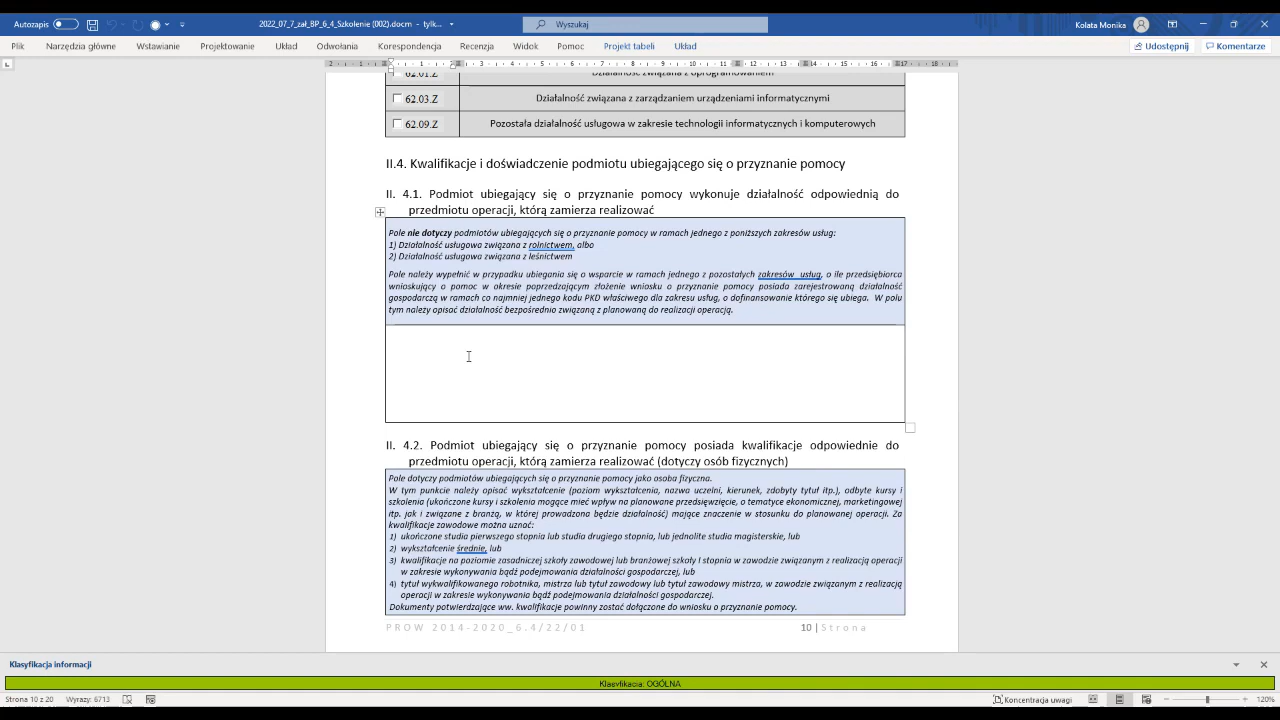 Autozapis
2022_07_7_zał_BP_6_4_Szkolenie (002).docm - tylk...
Wyszukaj
Kolata Monika
Plik Narzędzia główne Wstawianie Projektowanie Układ Odwołania Korespondencja Recenzja Widok Pomoc Projekt tabeli Układ Udostępnij Komentarze
62.01.Z Działalność związana z oprogramowaniem
62.03.Z Działalność związana z zarządzaniem urządzeniami informatycznymi
62.09.Z Pozostała działalność usługowa w zakresie technologii informatycznych i komputerowych
II.4. Kwalifikacje i doświadczenie podmiotu ubiegającego się o przyznanie pomocy
II. 4.1. Podmiot ubiegający się o przyznanie pomocy wykonuje działalność odpowiednią do
przedmiotu operacji, którą zamierza realizować
Pole nie dotyczy podmiotów ubiegających się o przyznanie pomocy w ramach jednego z poniższych zakresów usług:
1) Działalność usługowa związana z rolnictwem, albo
2) Działalność usługowa związana z leśnictwem
Pole należy wypełnić w przypadku ubiegania się o wsparcie w ramach jednego z pozostałych zakresów usług, o ile przedsiębiorca
wnioskujący o pomoc w okresie poprzedzającym złożenie wniosku o przyznanie pomocy posiada zarejestrowaną działalność
gospodarczą w ramach co najmniej jednego kodu PKD właściwego dla zakresu usług, o dofinansowanie którego się ubiega. W polu
tym należy opisać działalność bezpośrednio związaną z planowaną do realizacji operacją.
II. 4.2. Podmiot ubiegający się o przyznanie pomocy posiada kwalifikacje odpowiednie do
przedmiotu operacji, którą zamierza realizować (dotyczy osób fizycznych)
Pole dotyczy podmiotów ubiegających się o przyznanie pomocy jako osoba fizyczna.
W tym punkcie należy opisać wykształcenie (poziom wykształcenia, nazwa uczelni, kierunek, zdobyty tytuł itp.), odbyte kursy i
szkolenia (ukończone kursy i szkolenia mogące mieć wpływ na planowane przedsięwzięcie, o tematyce ekonomicznej, marketingowej
itp. jak i związane z branżą, w której prowadzona będzie działalność) mające znaczenie w stosunku do planowanej operacji. Za
kwalifikacje zawodowe można uznać:
1) ukończone studia pierwszego stopnia lub studia drugiego stopnia, lub jednolite studia magisterskie, lub
2) wykształcenie średnie, lub
3) kwalifikacje na poziomie zasadniczej szkoły zawodowej lub branżowej szkoły I stopnia w zawodzie związanym z realizacją operacji
w zakresie wykonywania bądź podejmowania działalności gospodarczej, lub
4) tytuł wykwalifikowanego robotnika, mistrza lub tytuł zawodowy lub tytuł zawodowy mistrza, w zawodzie związanym z realizacją
operacji w zakresie wykonywania bądź podejmowania działalności gospodarczej.
Dokumenty potwierdzające ww. kwalifikacje powinny zostać dołączone do wniosku o przyznanie pomocy.
PROW 2014-2020_6.4/22/01 10 | Strona
Klasyfikacja informacji
Klasyfikacja: OGÓLNA
Strona 10 z 20 Wyrazy: 6713 Koncentracja uwagi 120%